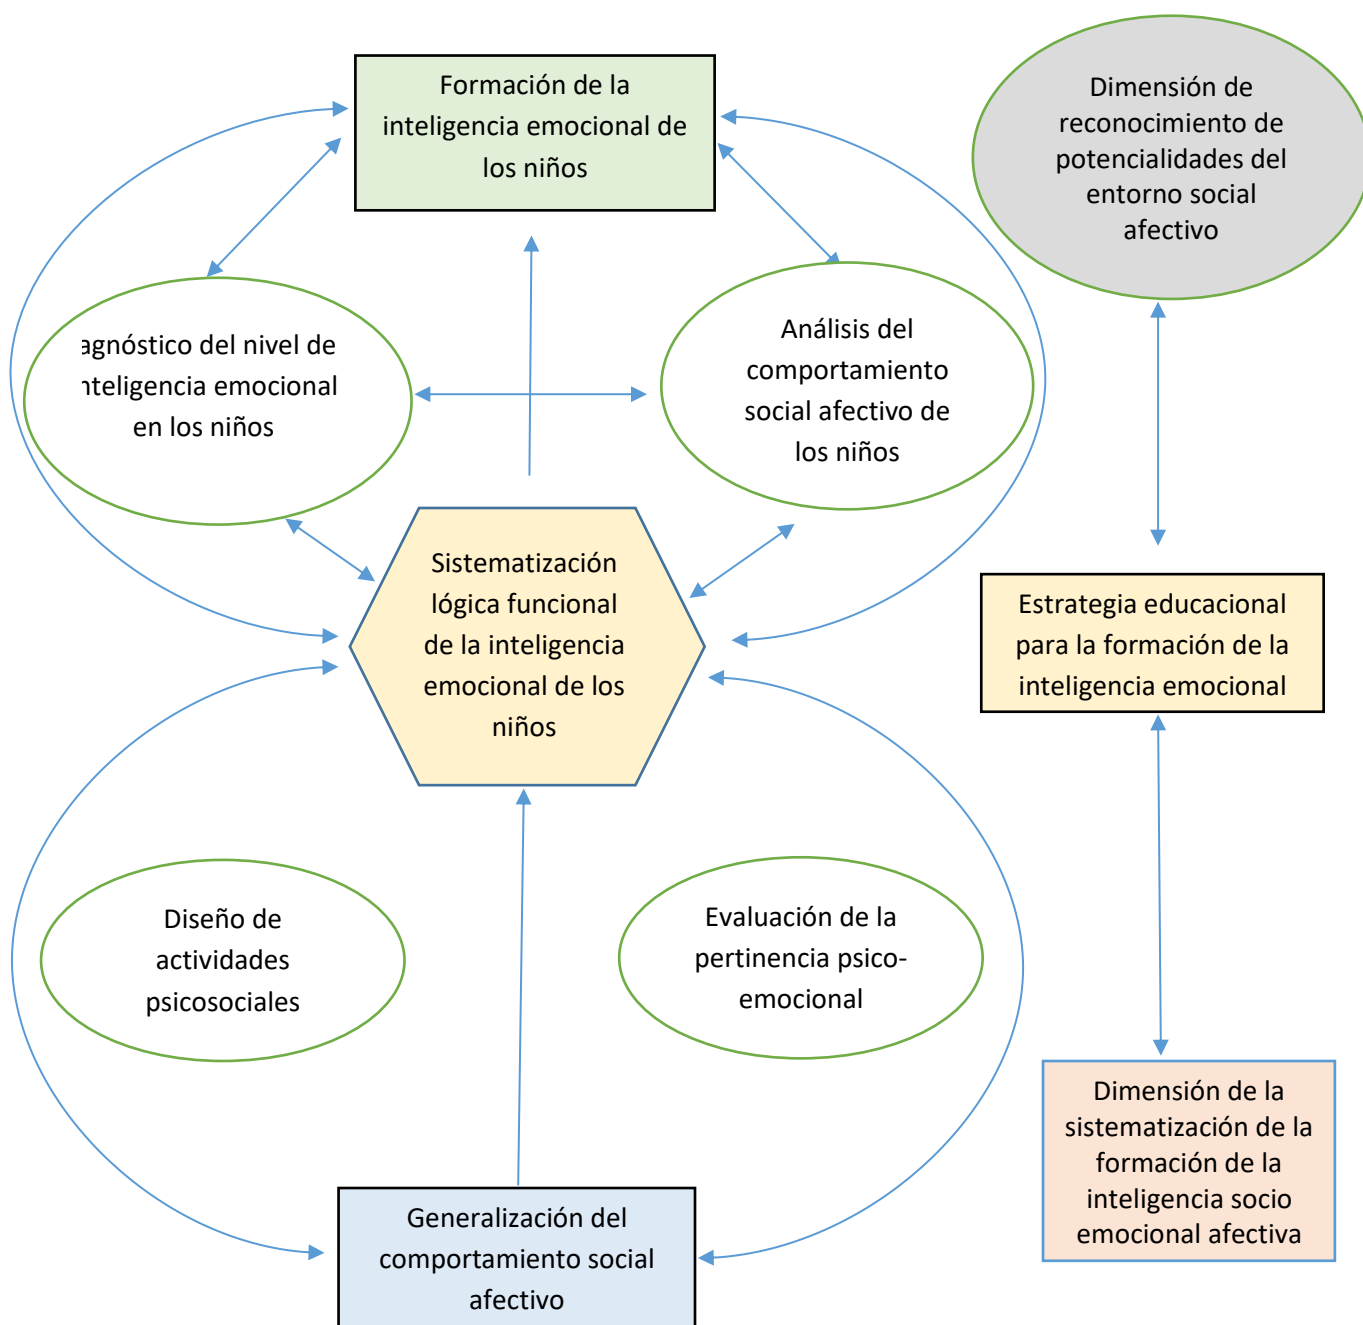 Formación de la
inteligencia emocional de
los niños
Dimensión de
reconocimiento de
potencialidades del
entorno social
afectivo
agnóstico del nivel de
nteligencia emocional
en los niños
Análisis del
comportamiento
social afectivo de
los niños
Sistematización
lógica funcional
de la inteligencia
emocional de los
niños
Estrategia educacional
para la formación de la
inteligencia emocional
Diseño de
actividades
psicosociales
Evaluación de la
pertinencia psico-
emocional
Dimensión de la
sistematización de la
formación de la
inteligencia socio
emocional afectiva
Generalización del
comportamiento social
afectivo